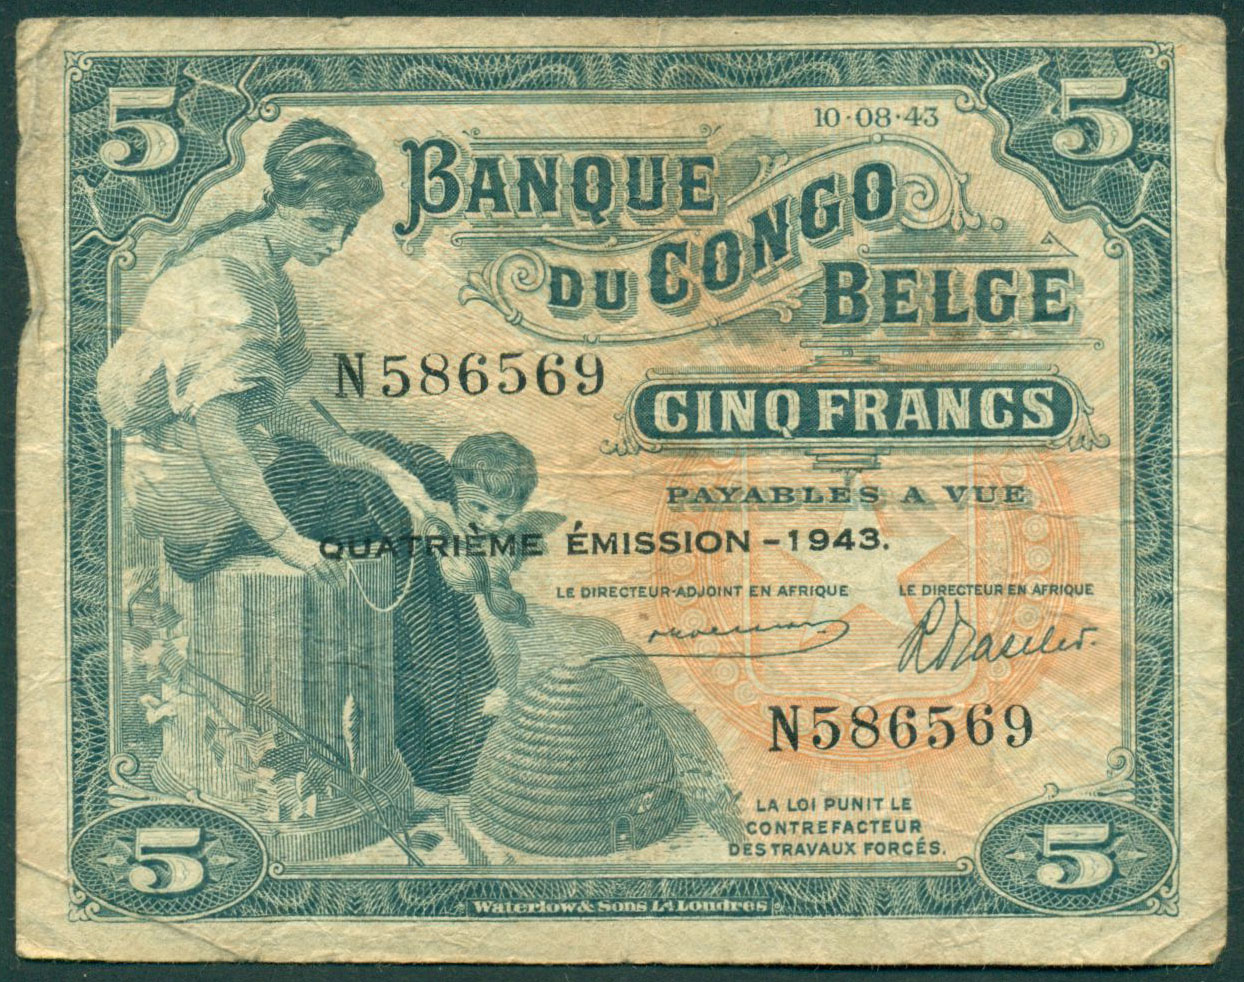 5
5
10-08-43
BANQUE
DU CONGO
BELGE
N586569
CINQ FRANCS
PAYABLES A VUE
QUATRIÈME ÉMISSION - 1943.
LE DIRECTEUR-ADJOINT EN AFRIQUE
LE DIRECTEUR EN AFRIQUE
N586569
LA LOI PUNIT LE
CONTREFACTEUR
DES TRAVAUX FORCÉS.
5
5
Waterlow & Sons Ld Londres